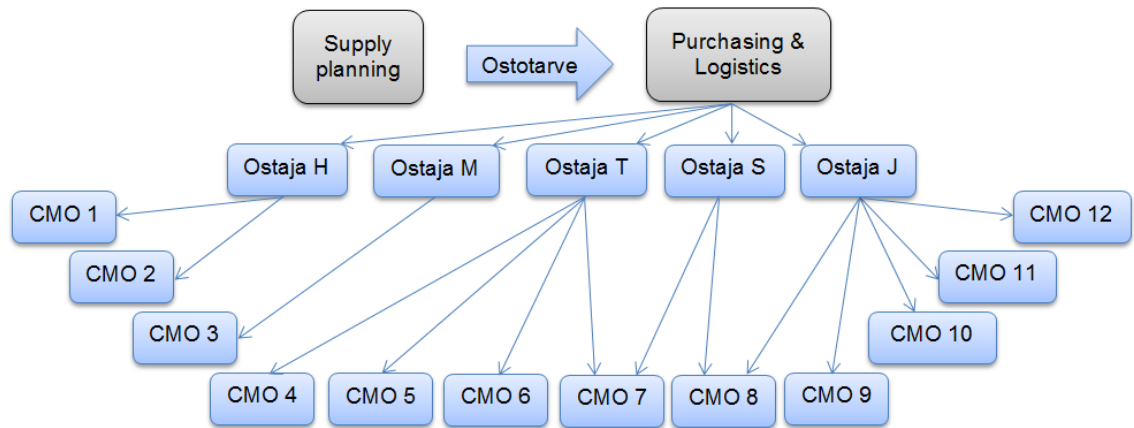 Supply
planning
Ostotarve
Purchasing &
Logistics
Ostaja H
Ostaja M
Ostaja T
Ostaja S
Ostaja J
CMO 1
CMO 12
CMO 2
CMO 11
CMO 3
CMO 10
CMO 4
CMO 5
CMO 6
CMO 7
CMO 8
CMO 9